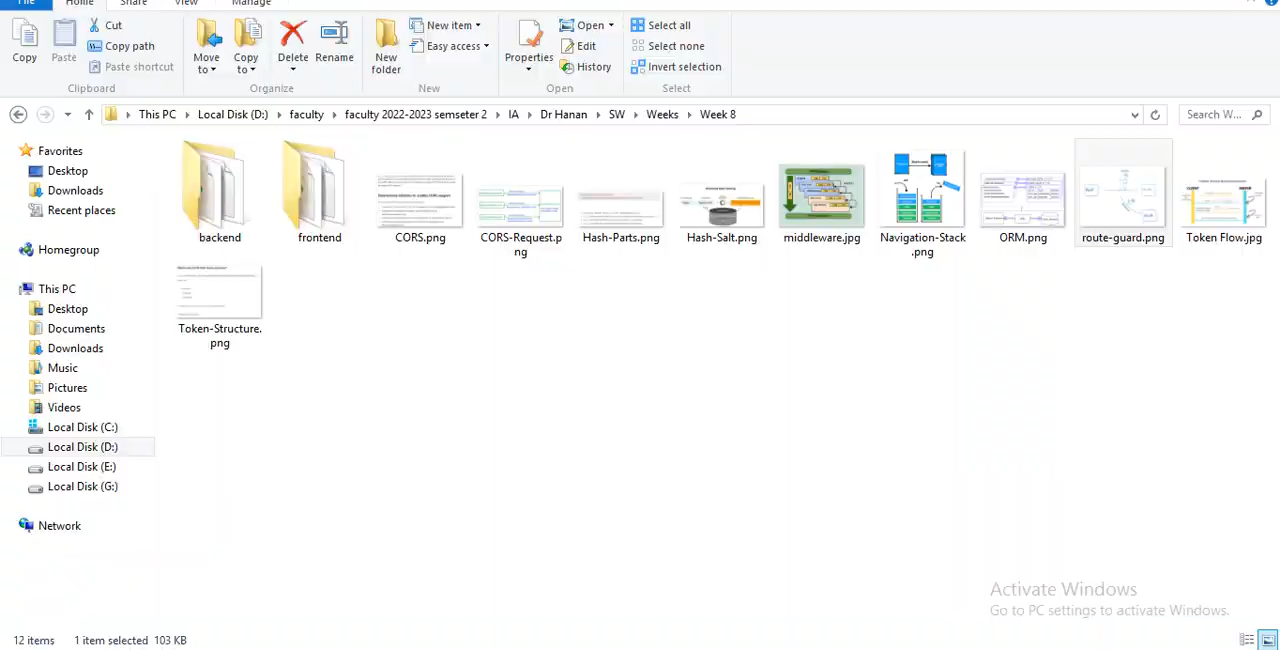 File Home Share View Manage
Copy
Paste
Cut
Copy path
Paste shortcut
Clipboard
Move to
Copy to
Delete
Rename
Organize
New folder
New item
Easy access
New
Properties
Open
Edit
History
Open
Select all
Select none
Invert selection
Select
This PC Local Disk (D:) faculty faculty 2022-2023 semseter 2 IA Dr Hanan SW Weeks Week 8
Search W...
Favorites
Desktop
Downloads
Recent places
Homegroup
This PC
Desktop
Documents
Downloads
Music
Pictures
Videos
Local Disk (C:)
Local Disk (D:)
Local Disk (E:)
Local Disk (G:)
Network
backend
frontend
CORS.png
CORS-Request.p
ng
Hash-Parts.png
Hash-Salt.png
middleware.jpg
Navigation-Stack
.png
ORM.png
route-guard.png
Token Flow.jpg
Token-Structure.
png
Activate Windows
Go to PC settings to activate Windows.
12 items 1 item selected 103 KB